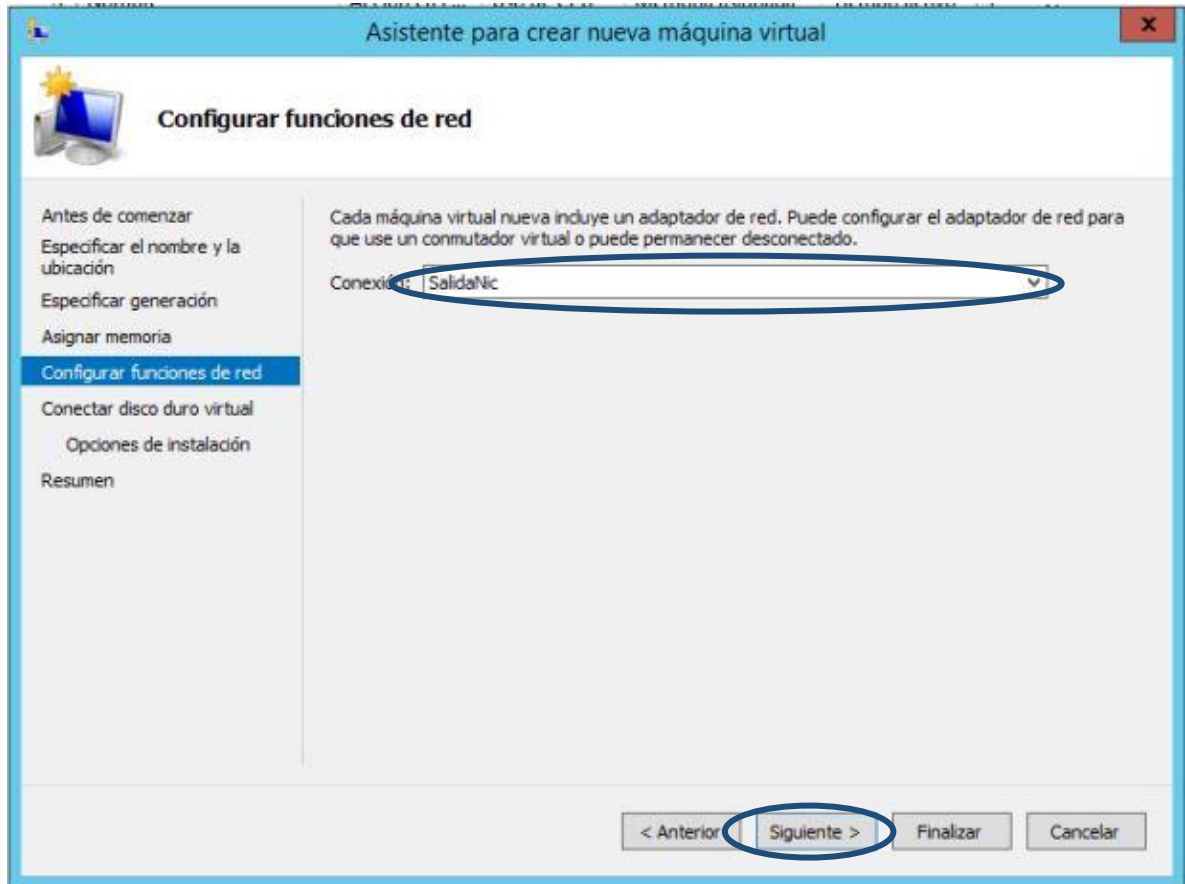 Asistente para crear nueva máquina virtual
x
Configurar funciones de red
Antes de comenzar
Especificar el nombre y la
ubicación
Especificar generación
Asignar memoria
Configurar funciones de red
Conectar disco duro virtual
Opciones de instalación
Resumen
Cada máquina virtual nueva incluye un adaptador de red. Puede configurar el adaptador de red para
que use un conmutador virtual o puede permanecer desconectado.
Conexión: SalidaNic
< Anterior Siguiente > Finalizar Cancelar